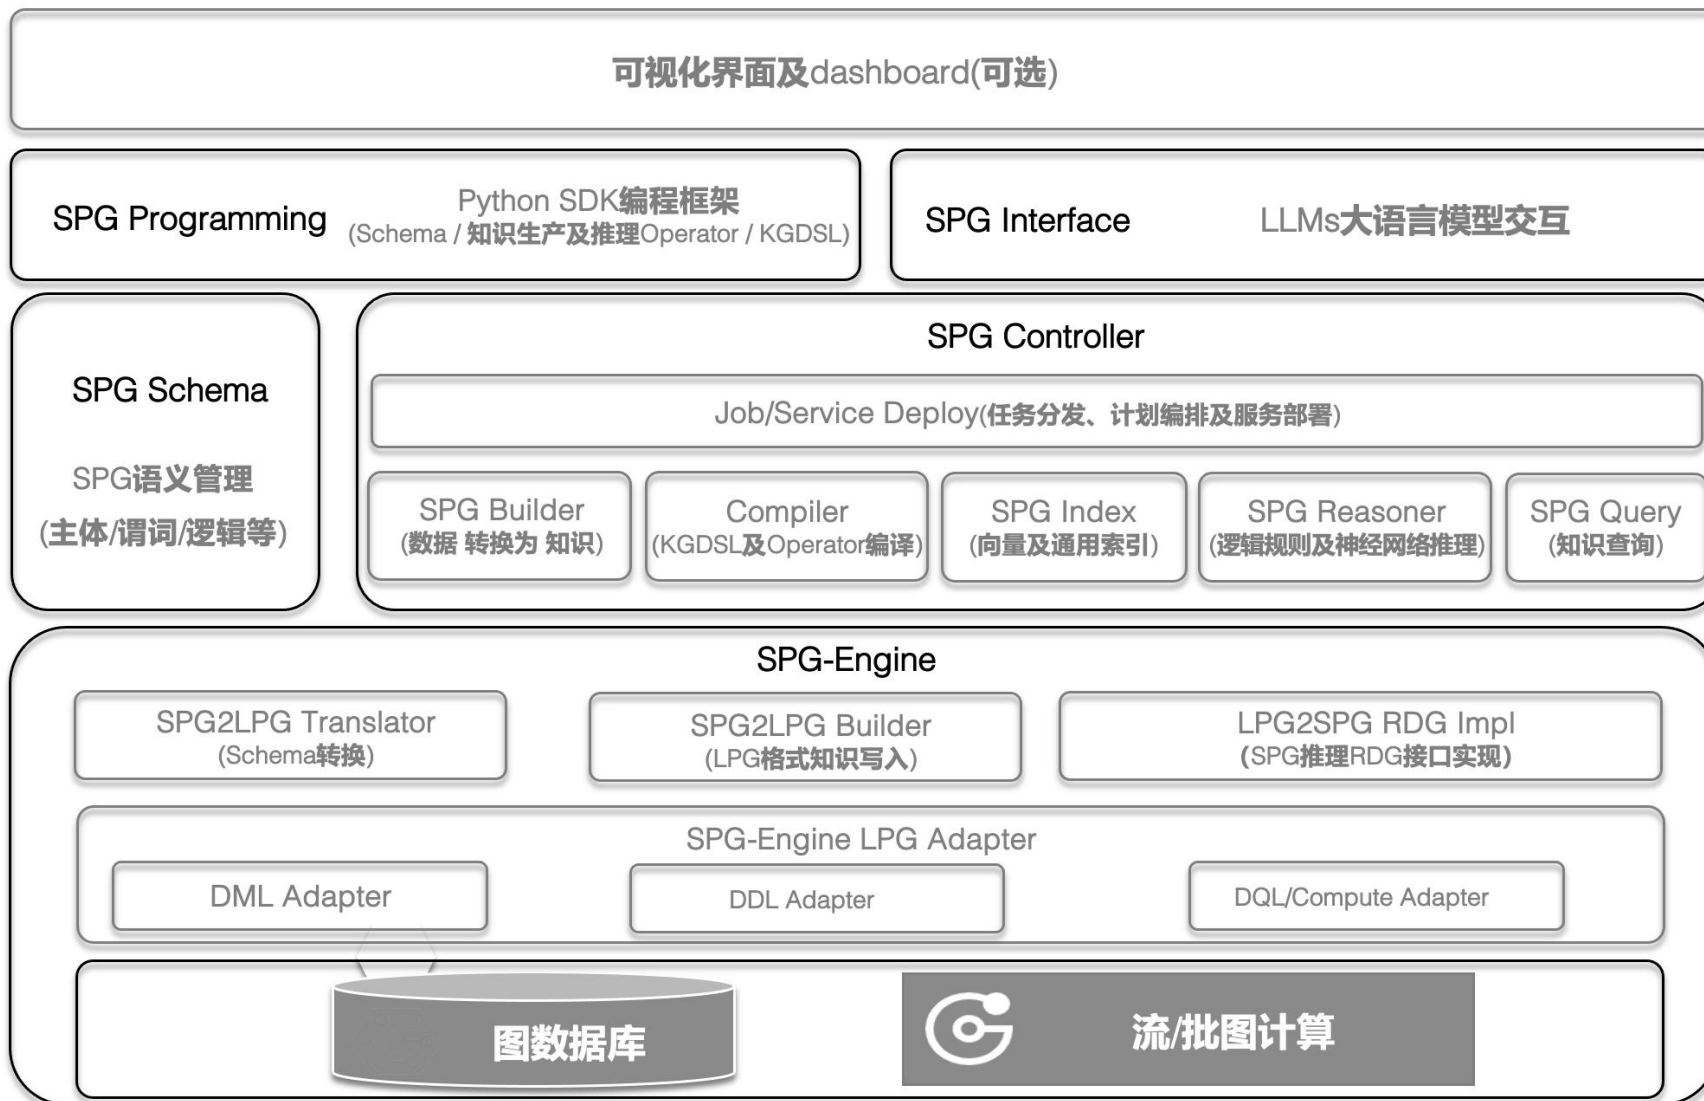 可视化界面及dashboard(可选)
SPG Programming
Python SDK编程框架
(Schema / 知识生产及推理Operator / KGDSL)
SPG Interface
LLMs大语言模型交互
SPG Schema
SPG语义管理
(主体/谓词/逻辑等)
SPG Controller
Job/Service Deploy(任务分发、计划编排及服务部署)
SPG Builder
(数据 转换为 知识)
Compiler
(KGDSL及Operator编译)
SPG Index
(向量及通用索引)
SPG Reasoner
(逻辑规则及神经网络推理)
SPG Query
(知识查询)
SPG-Engine
SPG2LPG Translator
(Schema转换)
SPG2LPG Builder
(LPG格式知识写入)
LPG2SPG RDG Impl
(SPG推理RDG接口实现)
SPG-Engine LPG Adapter
DML Adapter
DDL Adapter
DQL/Compute Adapter
图数据库
流/批图计算